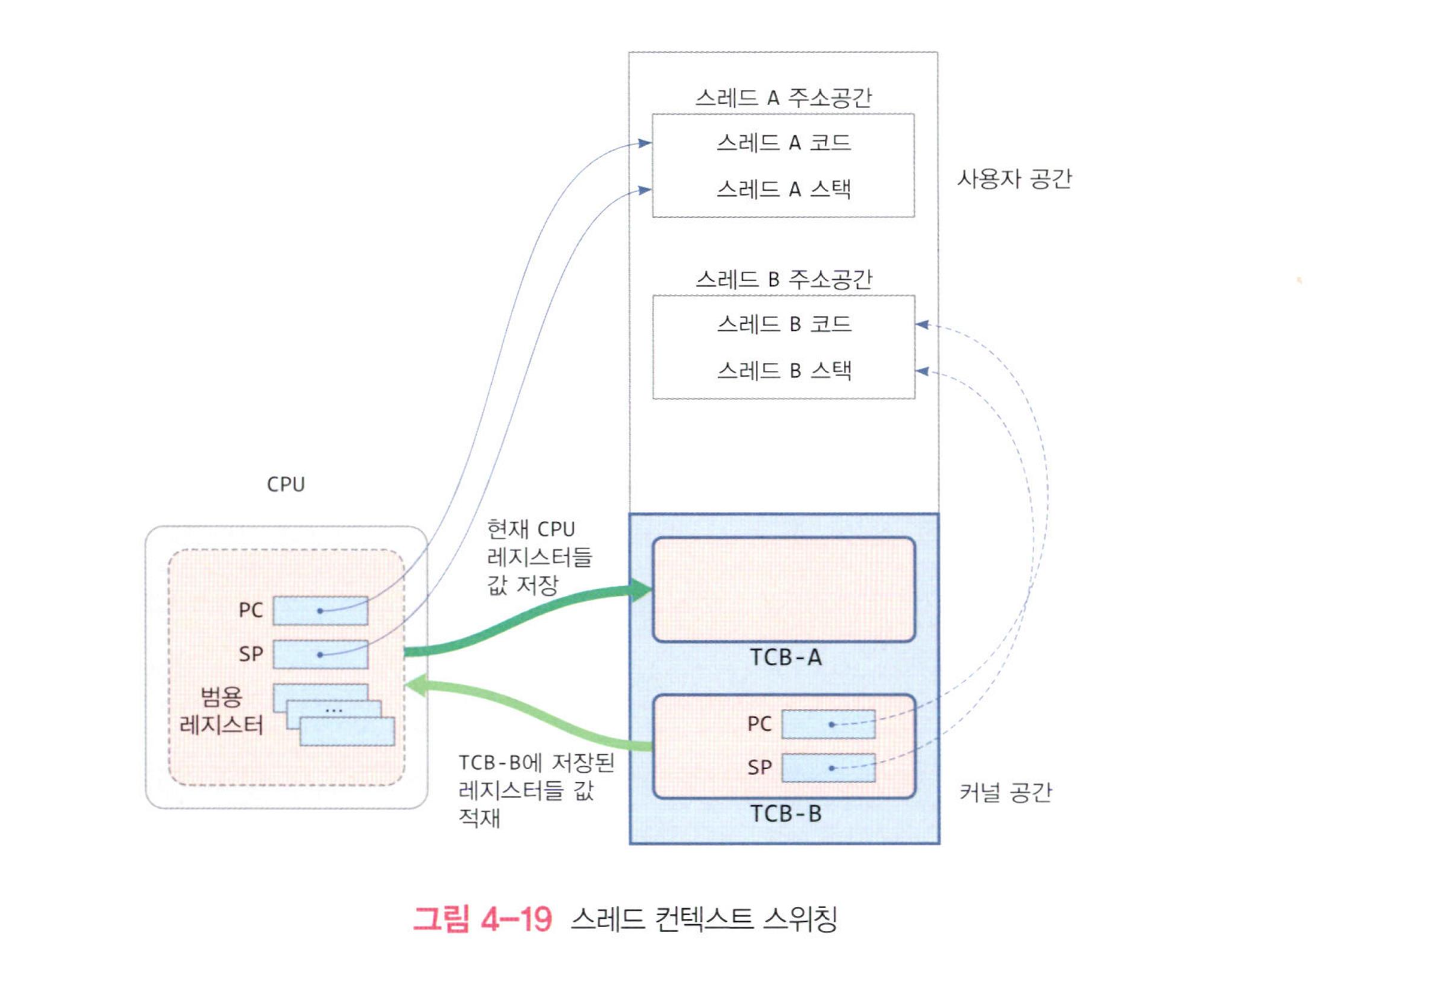 스레드 A 주소공간
스레드 A 코드
스레드 A 스택
사용자 공간
스레드 B 주소공간
스레드 B 코드
스레드 B 스택
CPU
현재 CPU
레지스터들
값 저장
PC
SP
범용
레지스터
...
TCB-A
PC
SP
TCB-B
TCB-B에 저장된
레지스터들 값
적재
커널 공간
그림 4-19 스레드 컨텍스트 스위칭